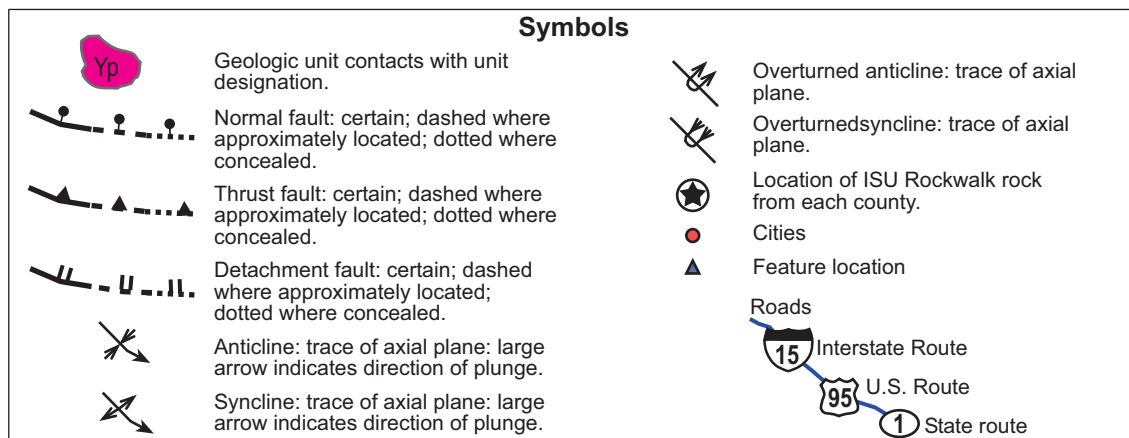 Symbols
Yp
Geologic unit contacts with unit
designation.
Normal fault: certain; dashed where
approximately located; dotted where
concealed.
Thrust fault: certain; dashed where
approximately located; dotted where
concealed.
Detachment fault: certain; dashed
where approximately located;
dotted where concealed.
Anticline: trace of axial plane: large
arrow indicates direction of plunge.
Syncline: trace of axial plane: large
arrow indicates direction of plunge.
Overturned anticline: trace of axial
plane.
Overturnedsyncline: trace of axial
plane.
Location of ISU Rockwalk rock
from each county.
Cities
Feature location
Roads
15 Interstate Route
95 U.S. Route
1 State route